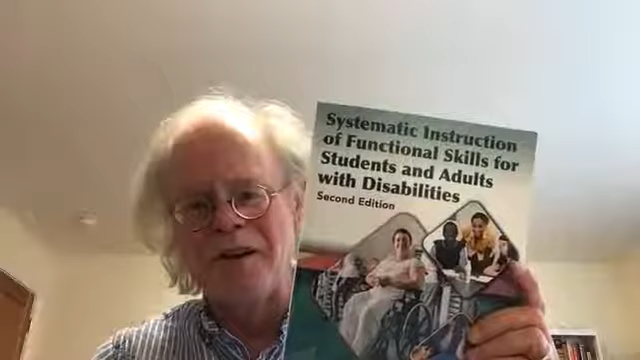 Systematic Instruction
of Functional Skills for
Students and Adults
with Disabilities
Second Edition